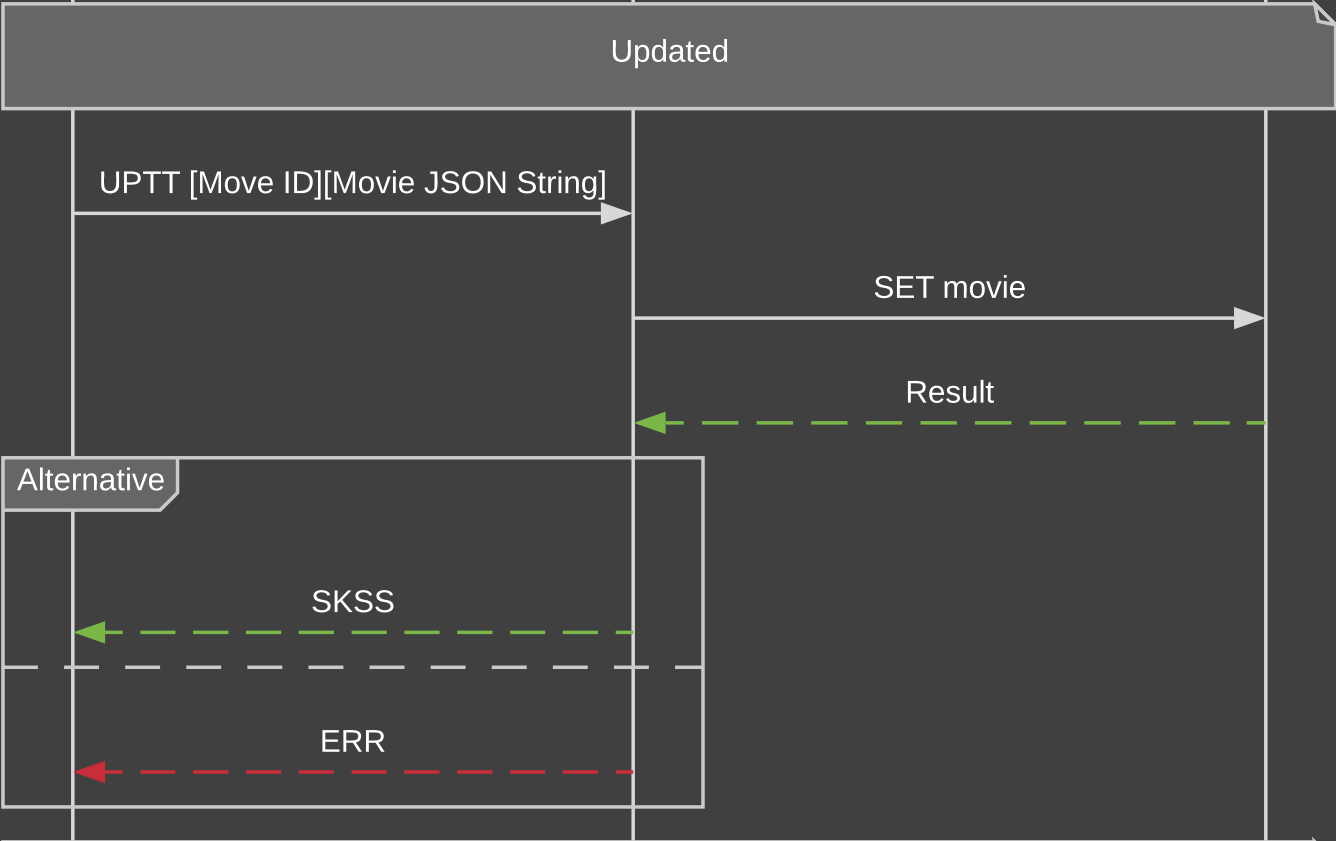 Updated
UPTT [Move ID][Movie JSON String]
SET movie
Result
Alternative
SKSS
ERR